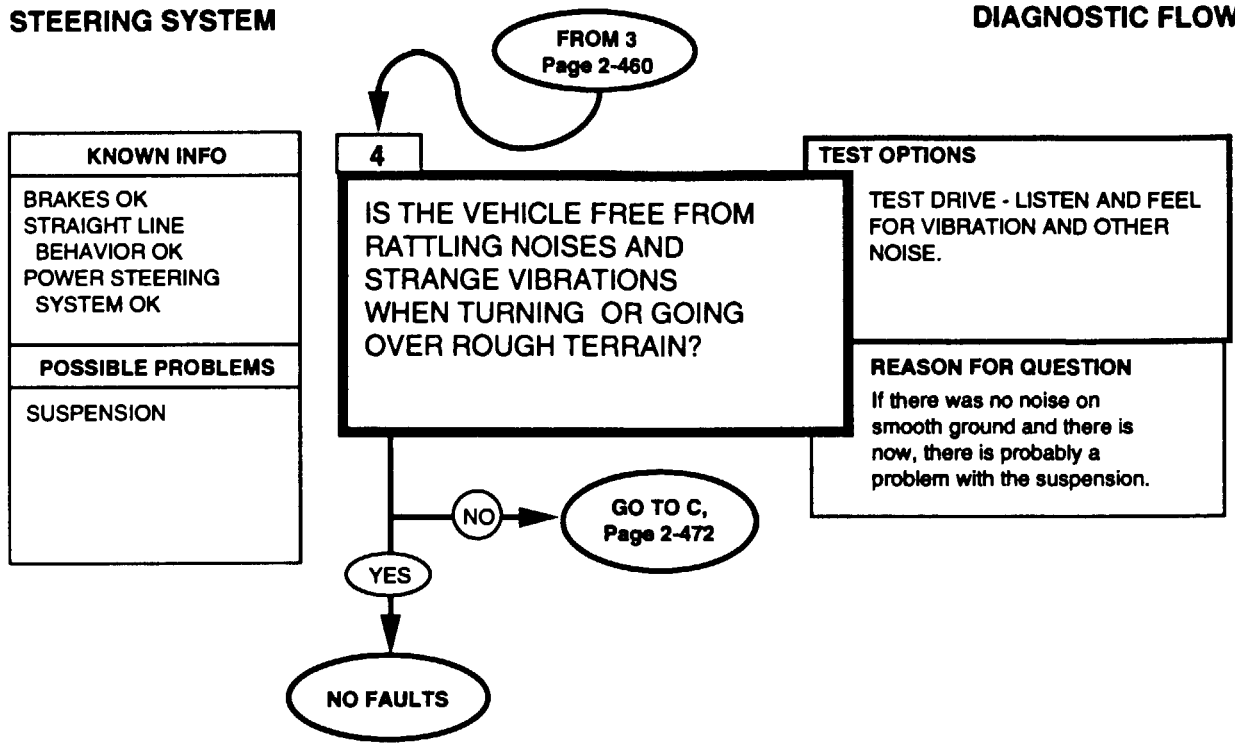 STEERING SYSTEM
DIAGNOSTIC FLOW
FROM 3
Page 2-460
KNOWN INFO
BRAKES OK
STRAIGHT LINE
BEHAVIOR OK
POWER STEERING
SYSTEM OK
POSSIBLE PROBLEMS
SUSPENSION
4
IS THE VEHICLE FREE FROM
RATTLING NOISES AND
STRANGE VIBRATIONS
WHEN TURNING OR GOING
OVER ROUGH TERRAIN?
TEST OPTIONS
TEST DRIVE - LISTEN AND FEEL
FOR VIBRATION AND OTHER
NOISE.
REASON FOR QUESTION
If there was no noise on
smooth ground and there is
now, there is probably a
problem with the suspension.
NO
GO TO C,
Page 2-472
YES
NO FAULTS